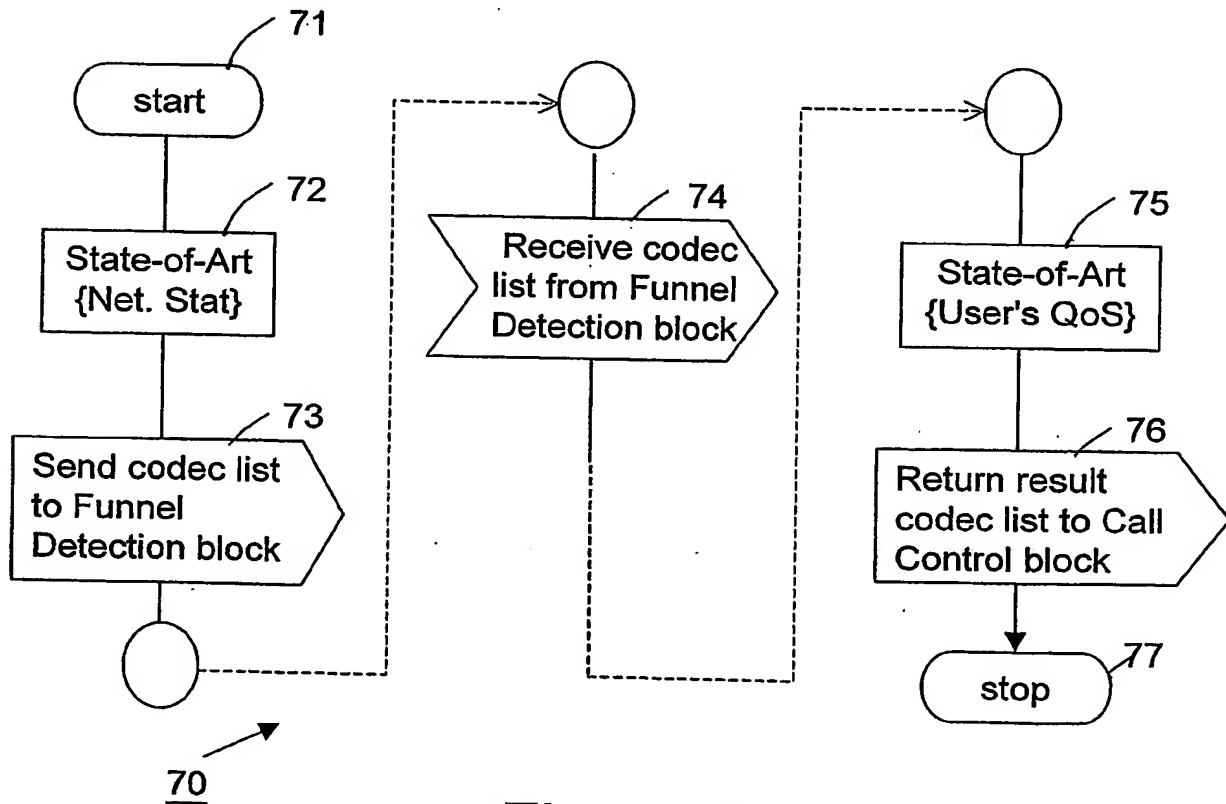 71
start
72
State-of-Art
{Net. Stat}
73
Send codec list
to Funnel
Detection block
70
74
Receive codec
list from Funnel
Detection block
75
State-of-Art
{User's QoS}
76
Return result
codec list to Call
Control block
77
stop